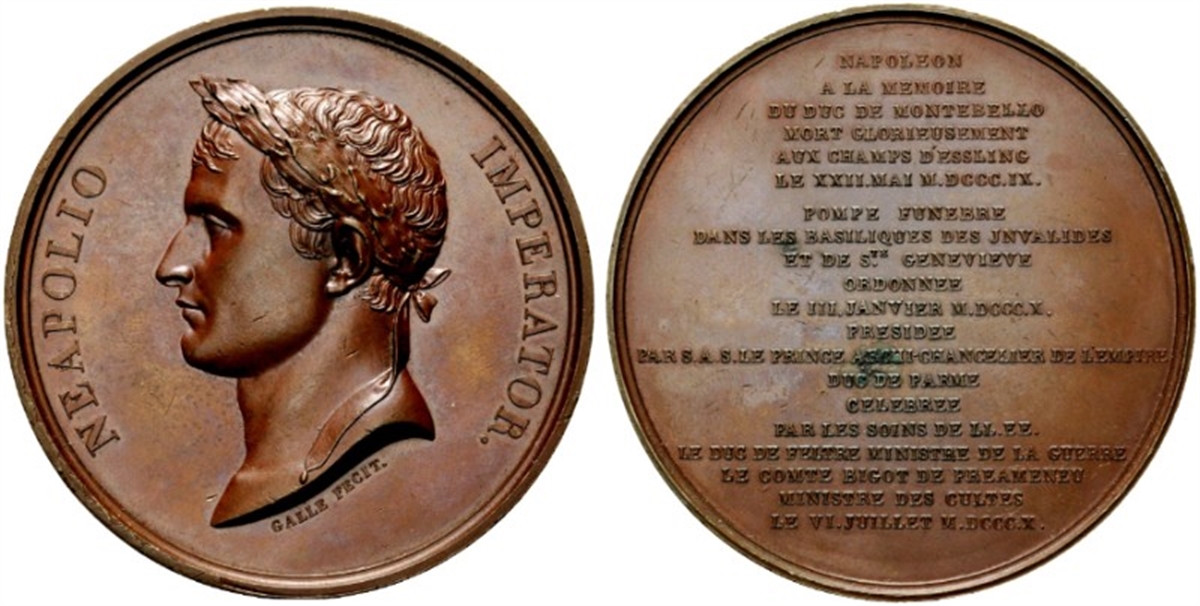 NEAPOLIO
IMPERATOR.
GALLE FECIT.
NAPOLEON
A LA MEMOIRE
DU DUC DE MONTEBELLO
MORT GLORIEUSEMENT
AUX CHAMPS D'ESSLING
LE XXII.MAI M.DCCC.IX.
POMPE FUNEBRE
DANS LES BASILIQUES DES JNVALIDES
ET DE S.TE GENEVIEVE
ORDONNEE
LE III.JANVIER M.DCCC.X.
PRESIDEE
PAR S.A.S.LE PRINCE ARCHI-CHANCELIER DE L'EMPIRE
DUC DE PARME
CELEBREE
PAR LES SOINS DE LL.EE.
LE DUC DE FELTRE MINISTRE DE LA GUERRE
LE COMTE BIGOT DE PREAMENEU
MINISTRE DES CULTES
LE VI.JUILLET M.DCCC.X.